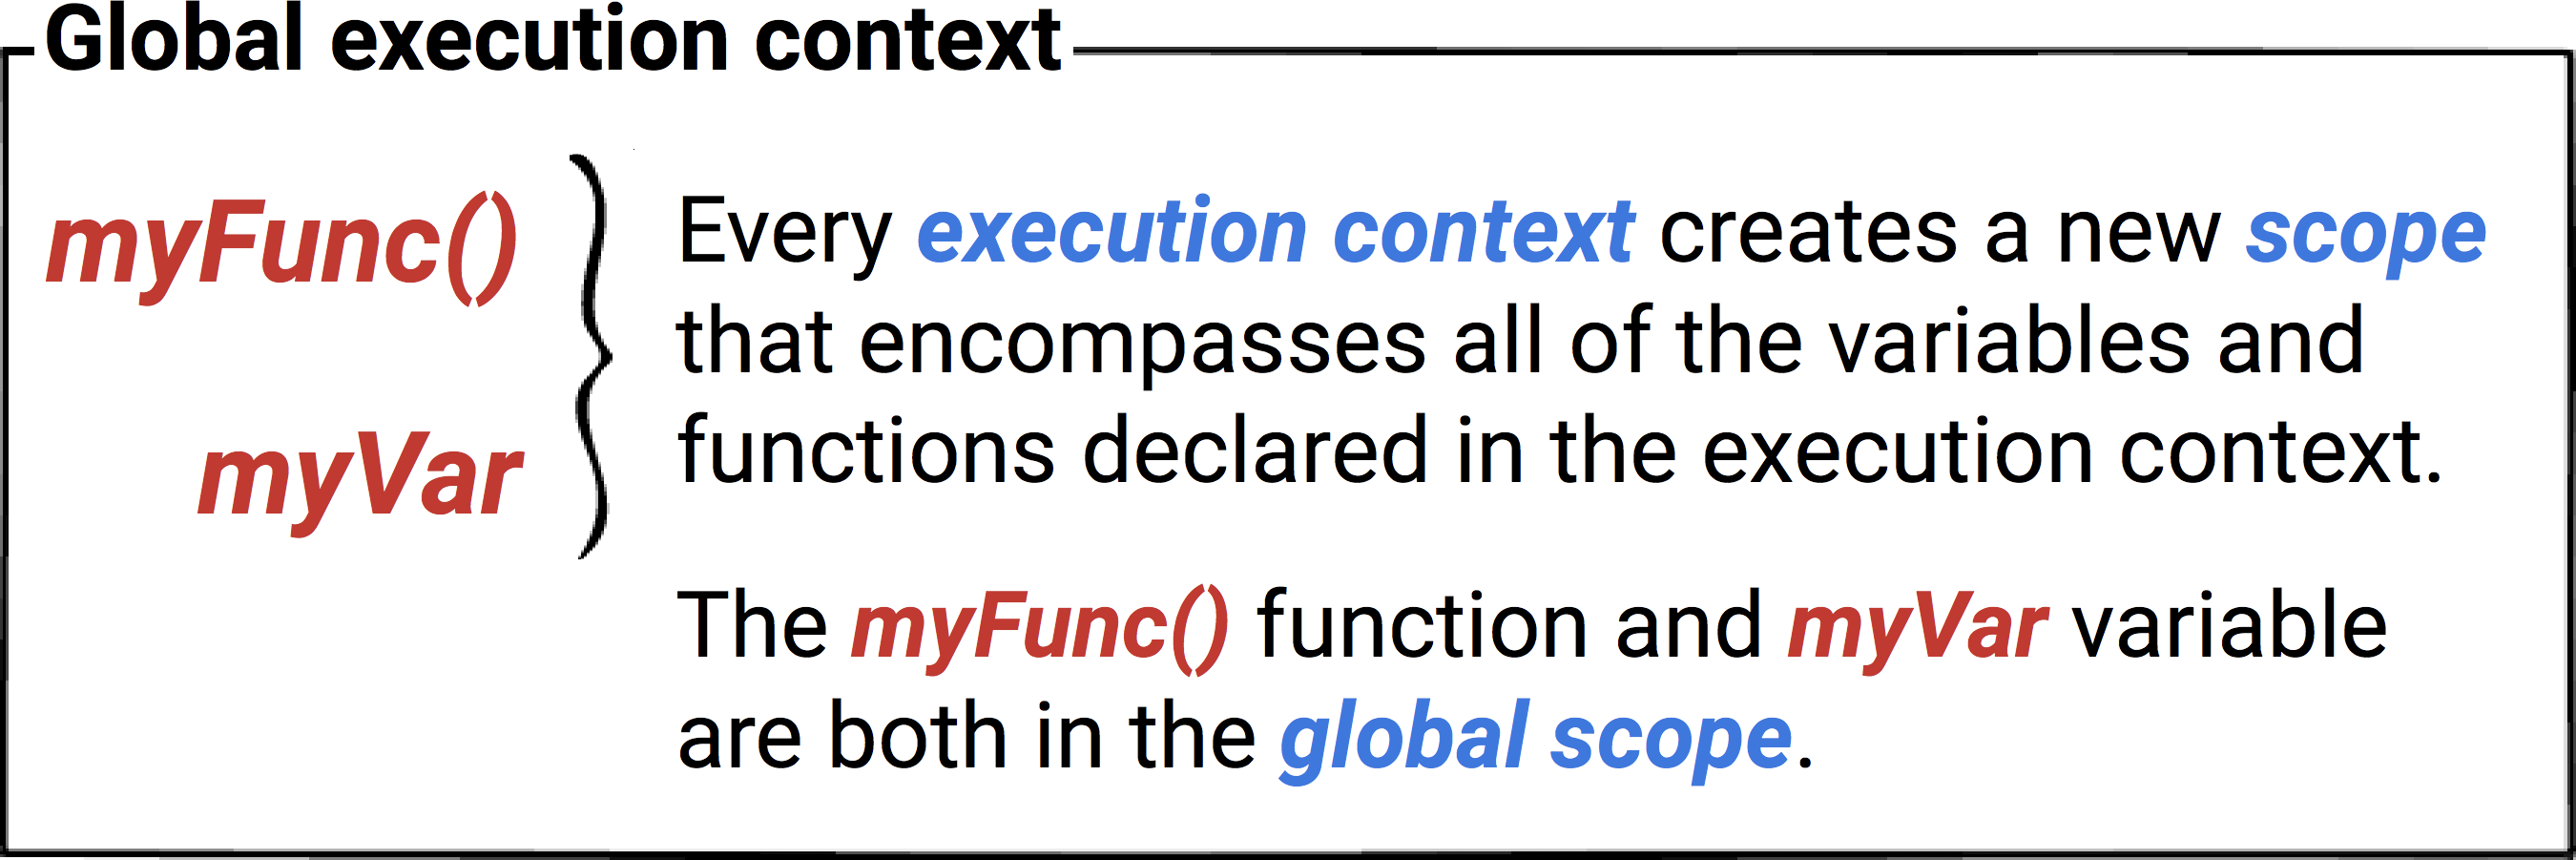 Global execution context
myFunc()
myVar
Every execution context creates a new scope
that encompasses all of the variables and
functions declared in the execution context.
The myFunc() function and myVar variable
are both in the global scope.